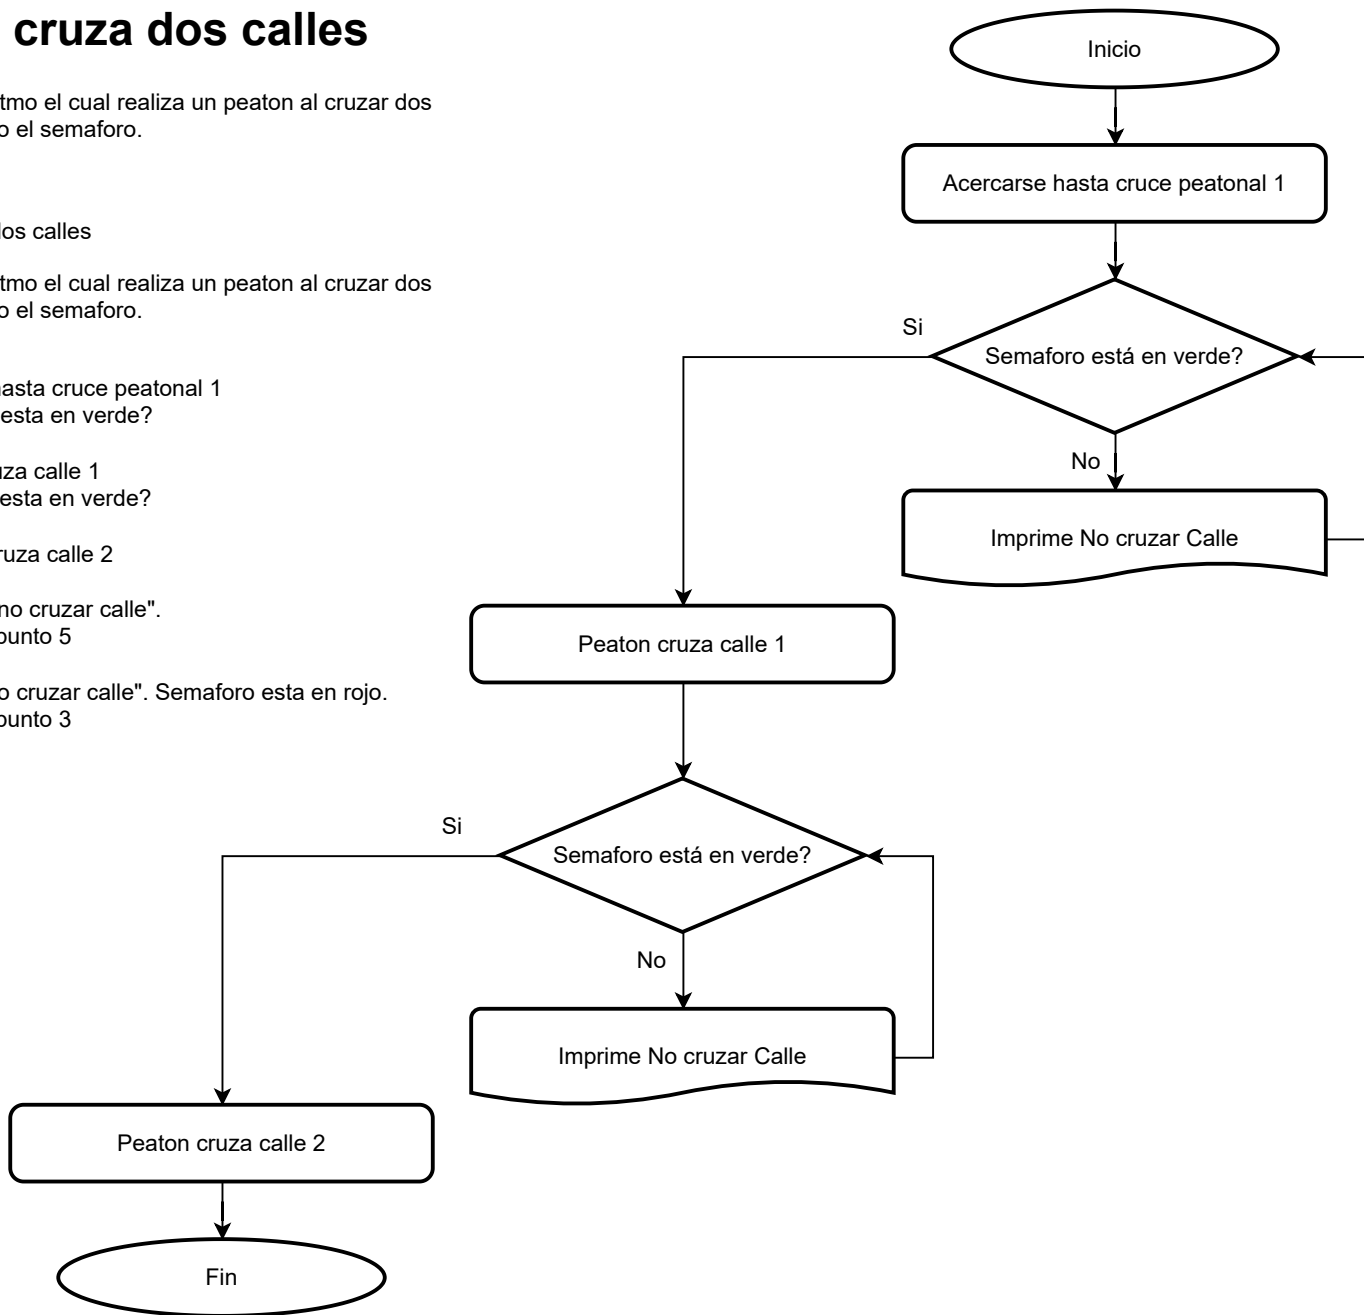 cruza dos calles
tmo el cual realiza un peaton al cruzar dos
o el semaforo.
los calles
tmo el cual realiza un peaton al cruzar dos
o el semaforo.
hasta cruce peatonal 1
esta en verde?
uza calle 1
esta en verde?
ruza calle 2
no cruzar calle".
punto 5
o cruzar calle". Semaforo esta en rojo.
punto 3
Inicio
Acercarse hasta cruce peatonal 1
Semaforo está en verde?
Si
No
Imprime No cruzar Calle
Peaton cruza calle 1
Semaforo está en verde?
Si
No
Imprime No cruzar Calle
Peaton cruza calle 2
Fin